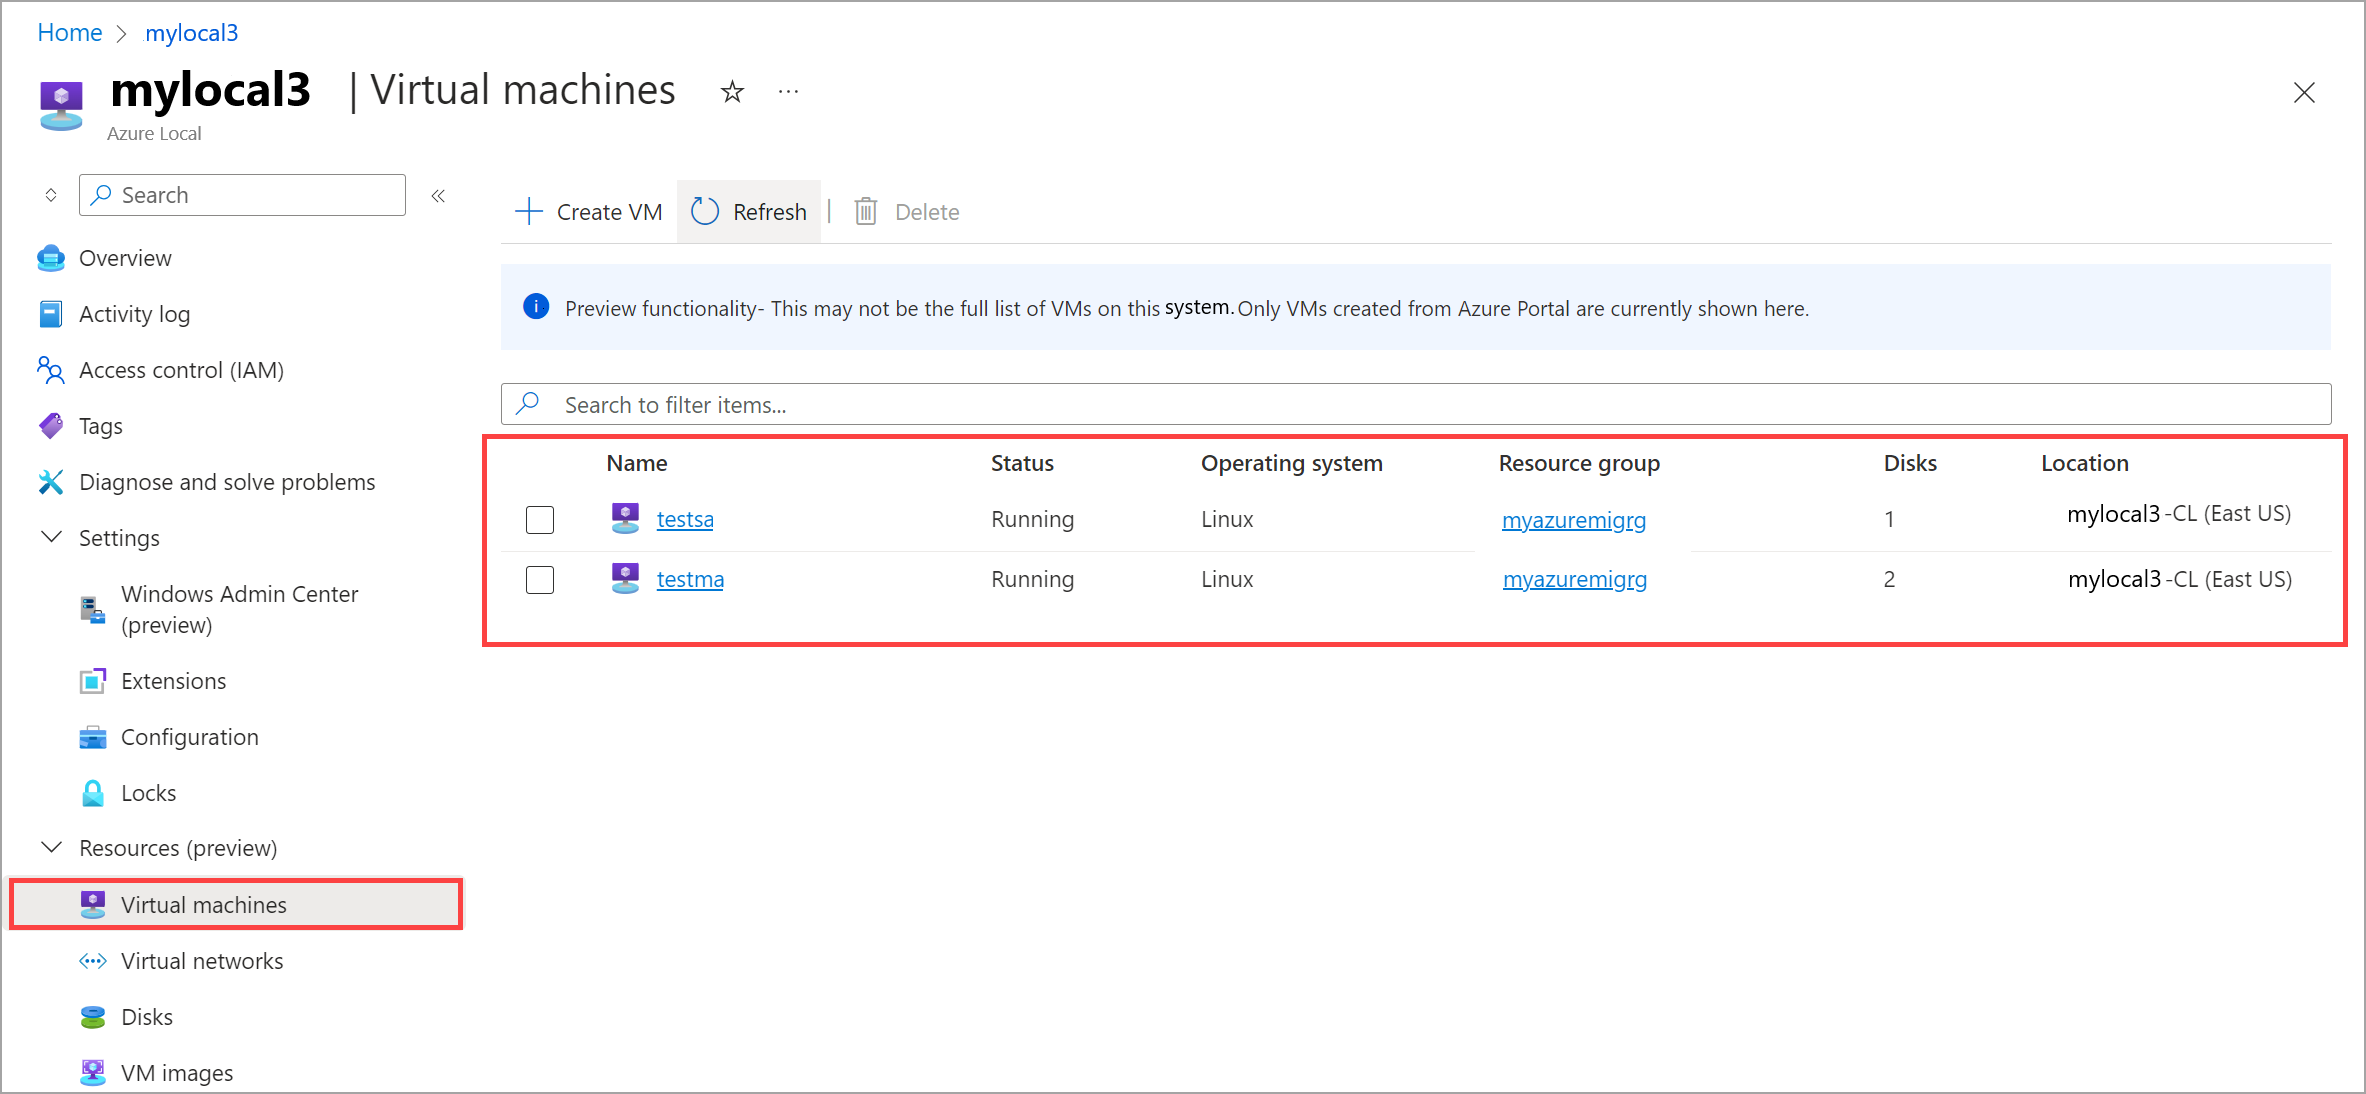 Home > mylocal3
mylocal3 | Virtual machines ☆ ···
Azure Local
Search «
+ Create VM Refresh | Delete
Overview
Activity log
Access control (IAM)
Tags
Diagnose and solve problems
Settings
Windows Admin Center
(preview)
Extensions
Configuration
Locks
Resources (preview)
Virtual machines
Virtual networks
Disks
VM images
Preview functionality- This may not be the full list of VMs on this system. Only VMs created from Azure Portal are currently shown here.
Search to filter items...
Name Status Operating system Resource group Disks Location
testsa Running Linux myazuremigrg 1 mylocal3 -CL (East US)
testma Running Linux myazuremigrg 2 mylocal3 -CL (East US)